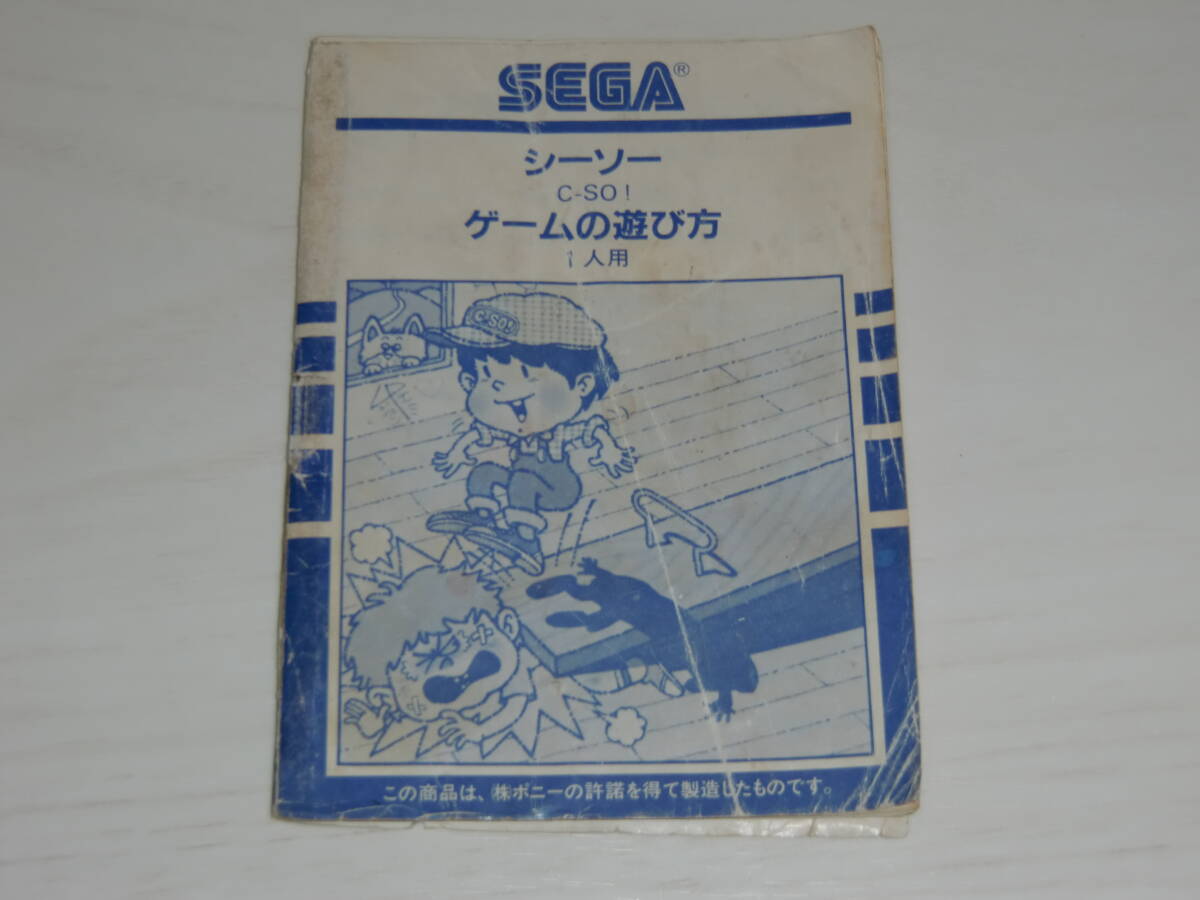 SEGA®
シーソー
C-SO!
ゲームの遊び方
1人用
C-SO!
この商品は、㈱ポニーの許諾を得て製造したものです。